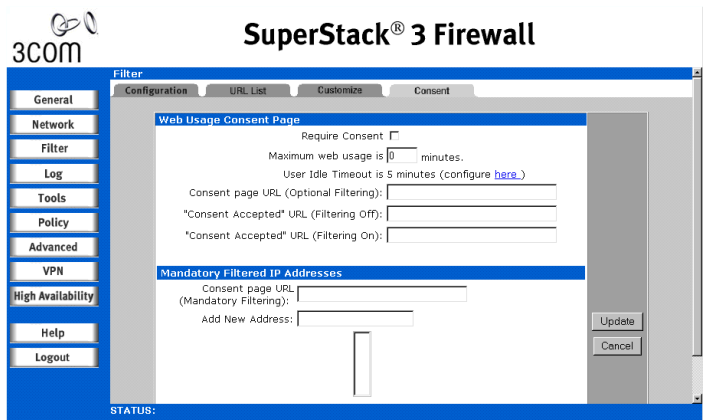 3COM
SuperStack® 3 Firewall
Filter
Configuration URL List Customize Consent
General
Network
Filter
Log
Tools
Policy
Advanced
VPN
High Availability
Help
Logout
Web Usage Consent Page
Require Consent
Maximum web usage is 0 minutes.
User Idle Timeout is 5 minutes (configure here )
Consent page URL (Optional Filtering):
"Consent Accepted" URL (Filtering Off):
"Consent Accepted" URL (Filtering On):
Mandatory Filtered IP Addresses
Consent page URL
(Mandatory Filtering):
Add New Address:
Update
Cancel
STATUS: